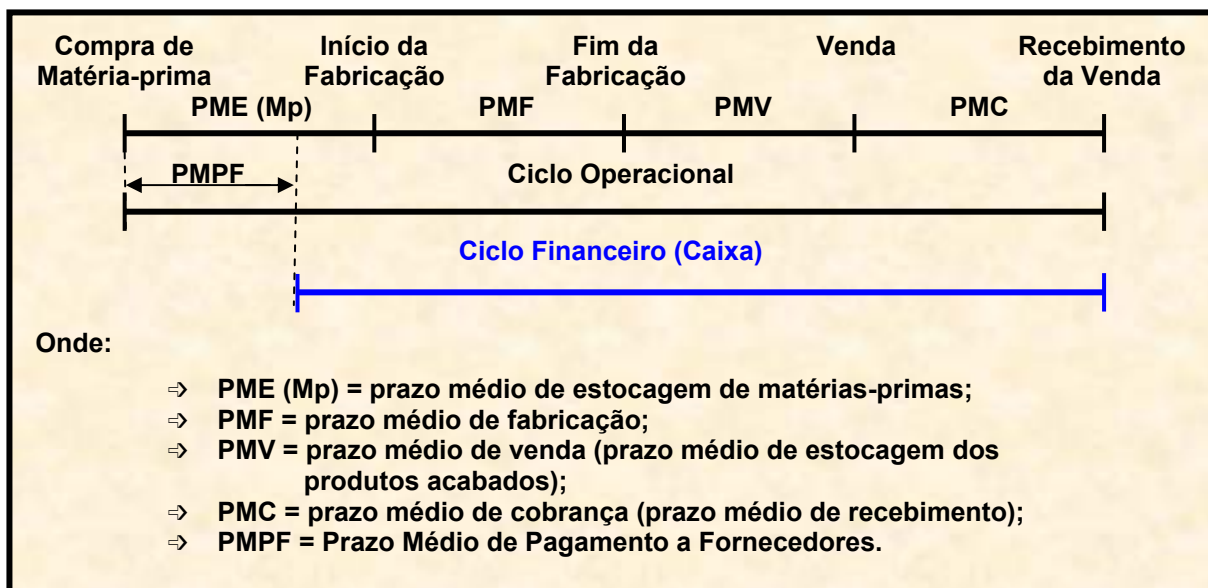 Compra de Matéria-prima
Início da Fabricação
Fim da Fabricação
Venda
Recebimento da Venda
PME (Mp) PMF PMV PMC
PMPF Ciclo Operacional
Ciclo Financeiro (Caixa)
Onde:
➩ PME (Mp) = prazo médio de estocagem de matérias-primas;
➩ PMF = prazo médio de fabricação;
➩ PMV = prazo médio de venda (prazo médio de estocagem dos
produtos acabados);
➩ PMC = prazo médio de cobrança (prazo médio de recebimento);
➩ PMPF = Prazo Médio de Pagamento a Fornecedores.